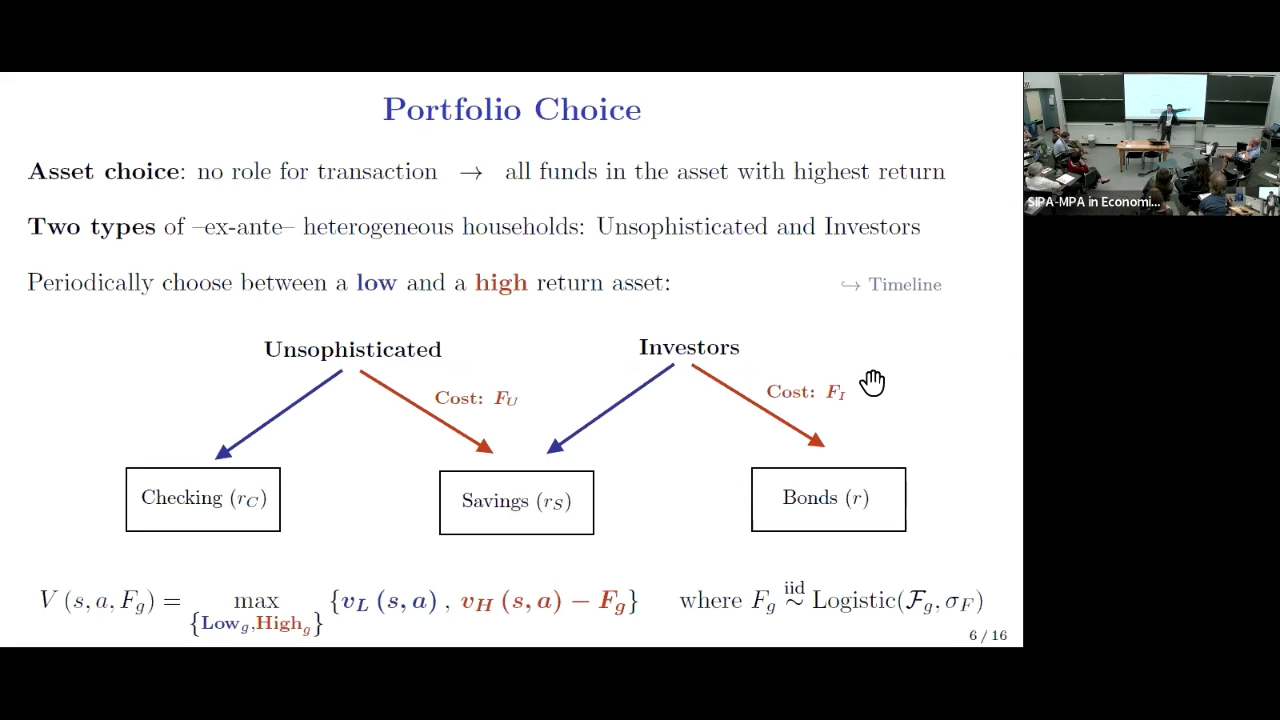 Portfolio Choice
Asset choice: no role for transaction → all funds in the asset with highest return
Two types of –ex-ante– heterogeneous households: Unsophisticated and Investors
Periodically choose between a low and a high return asset: ↪ Timeline
Unsophisticated Investors
Cost: F_U Cost: F_I
Checking (r_C) Savings (r_S) Bonds (r)
V (s, a, F_g) = max_{Low_g, High_g} {v_L (s, a) , v_H (s, a) − F_g} where F_g iid ∼ Logistic(ℱ_g, σ_F)
6 / 16
SIPA-MPA in Economi...